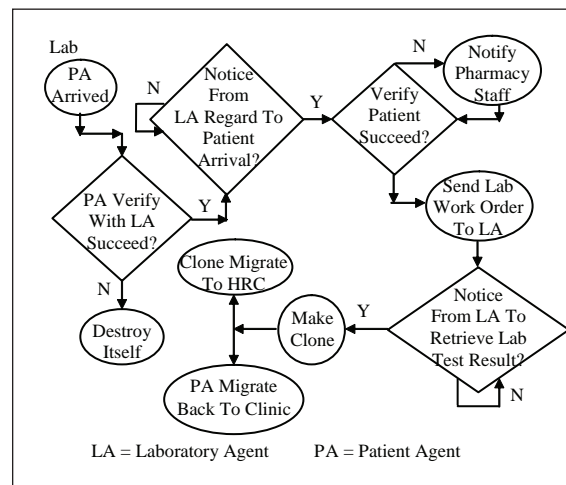 Lab
PA
Arrived
N
Notice
From
LA Regard To
Patient
Arrival?
Y
N
Verify
Patient
Succeed?
Notify
Pharmacy
Staff
PA Verify
With LA
Succeed?
Y
N
Destroy
Itself
Send Lab
Work Order
To LA
Clone Migrate
To HRC
Make
Clone
Y
Notice
From LA To
Retrieve Lab
Test Result?
N
PA Migrate
Back To Clinic
LA = Laboratory Agent
PA = Patient Agent